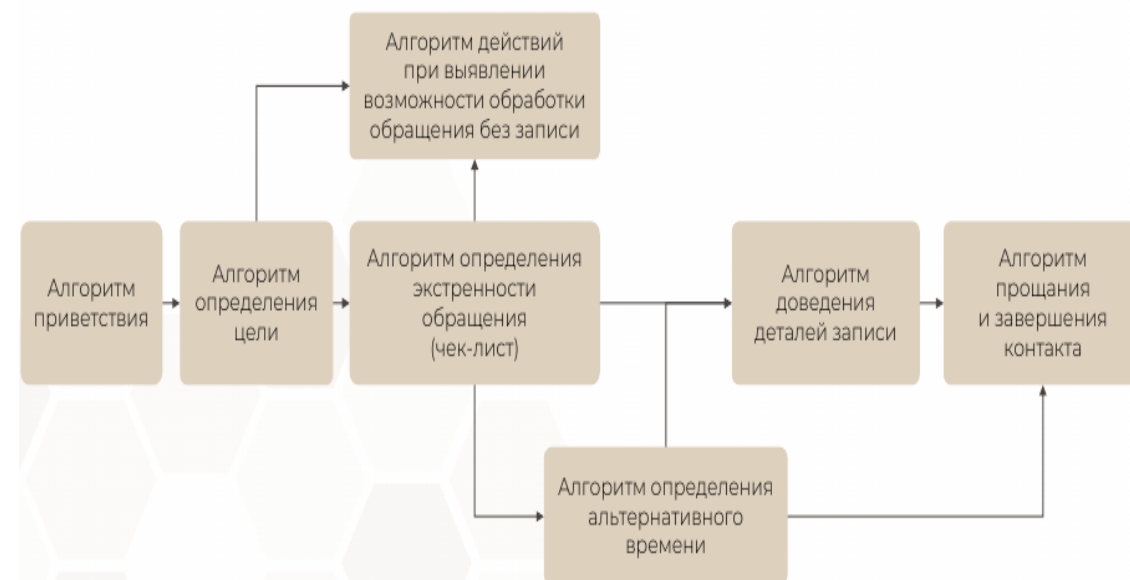 Алгоритм действий
при выявлении
возможности обработки
обращения без записи
Алгоритм
приветствия
Алгоритм
определения
цели
Алгоритм определения
экстренности
обращения
(чек-лист)
Алгоритм
доведения
деталей записи
Алгоритм
прощания
и завершения
контакта
Алгоритм определения
альтернативного
времени